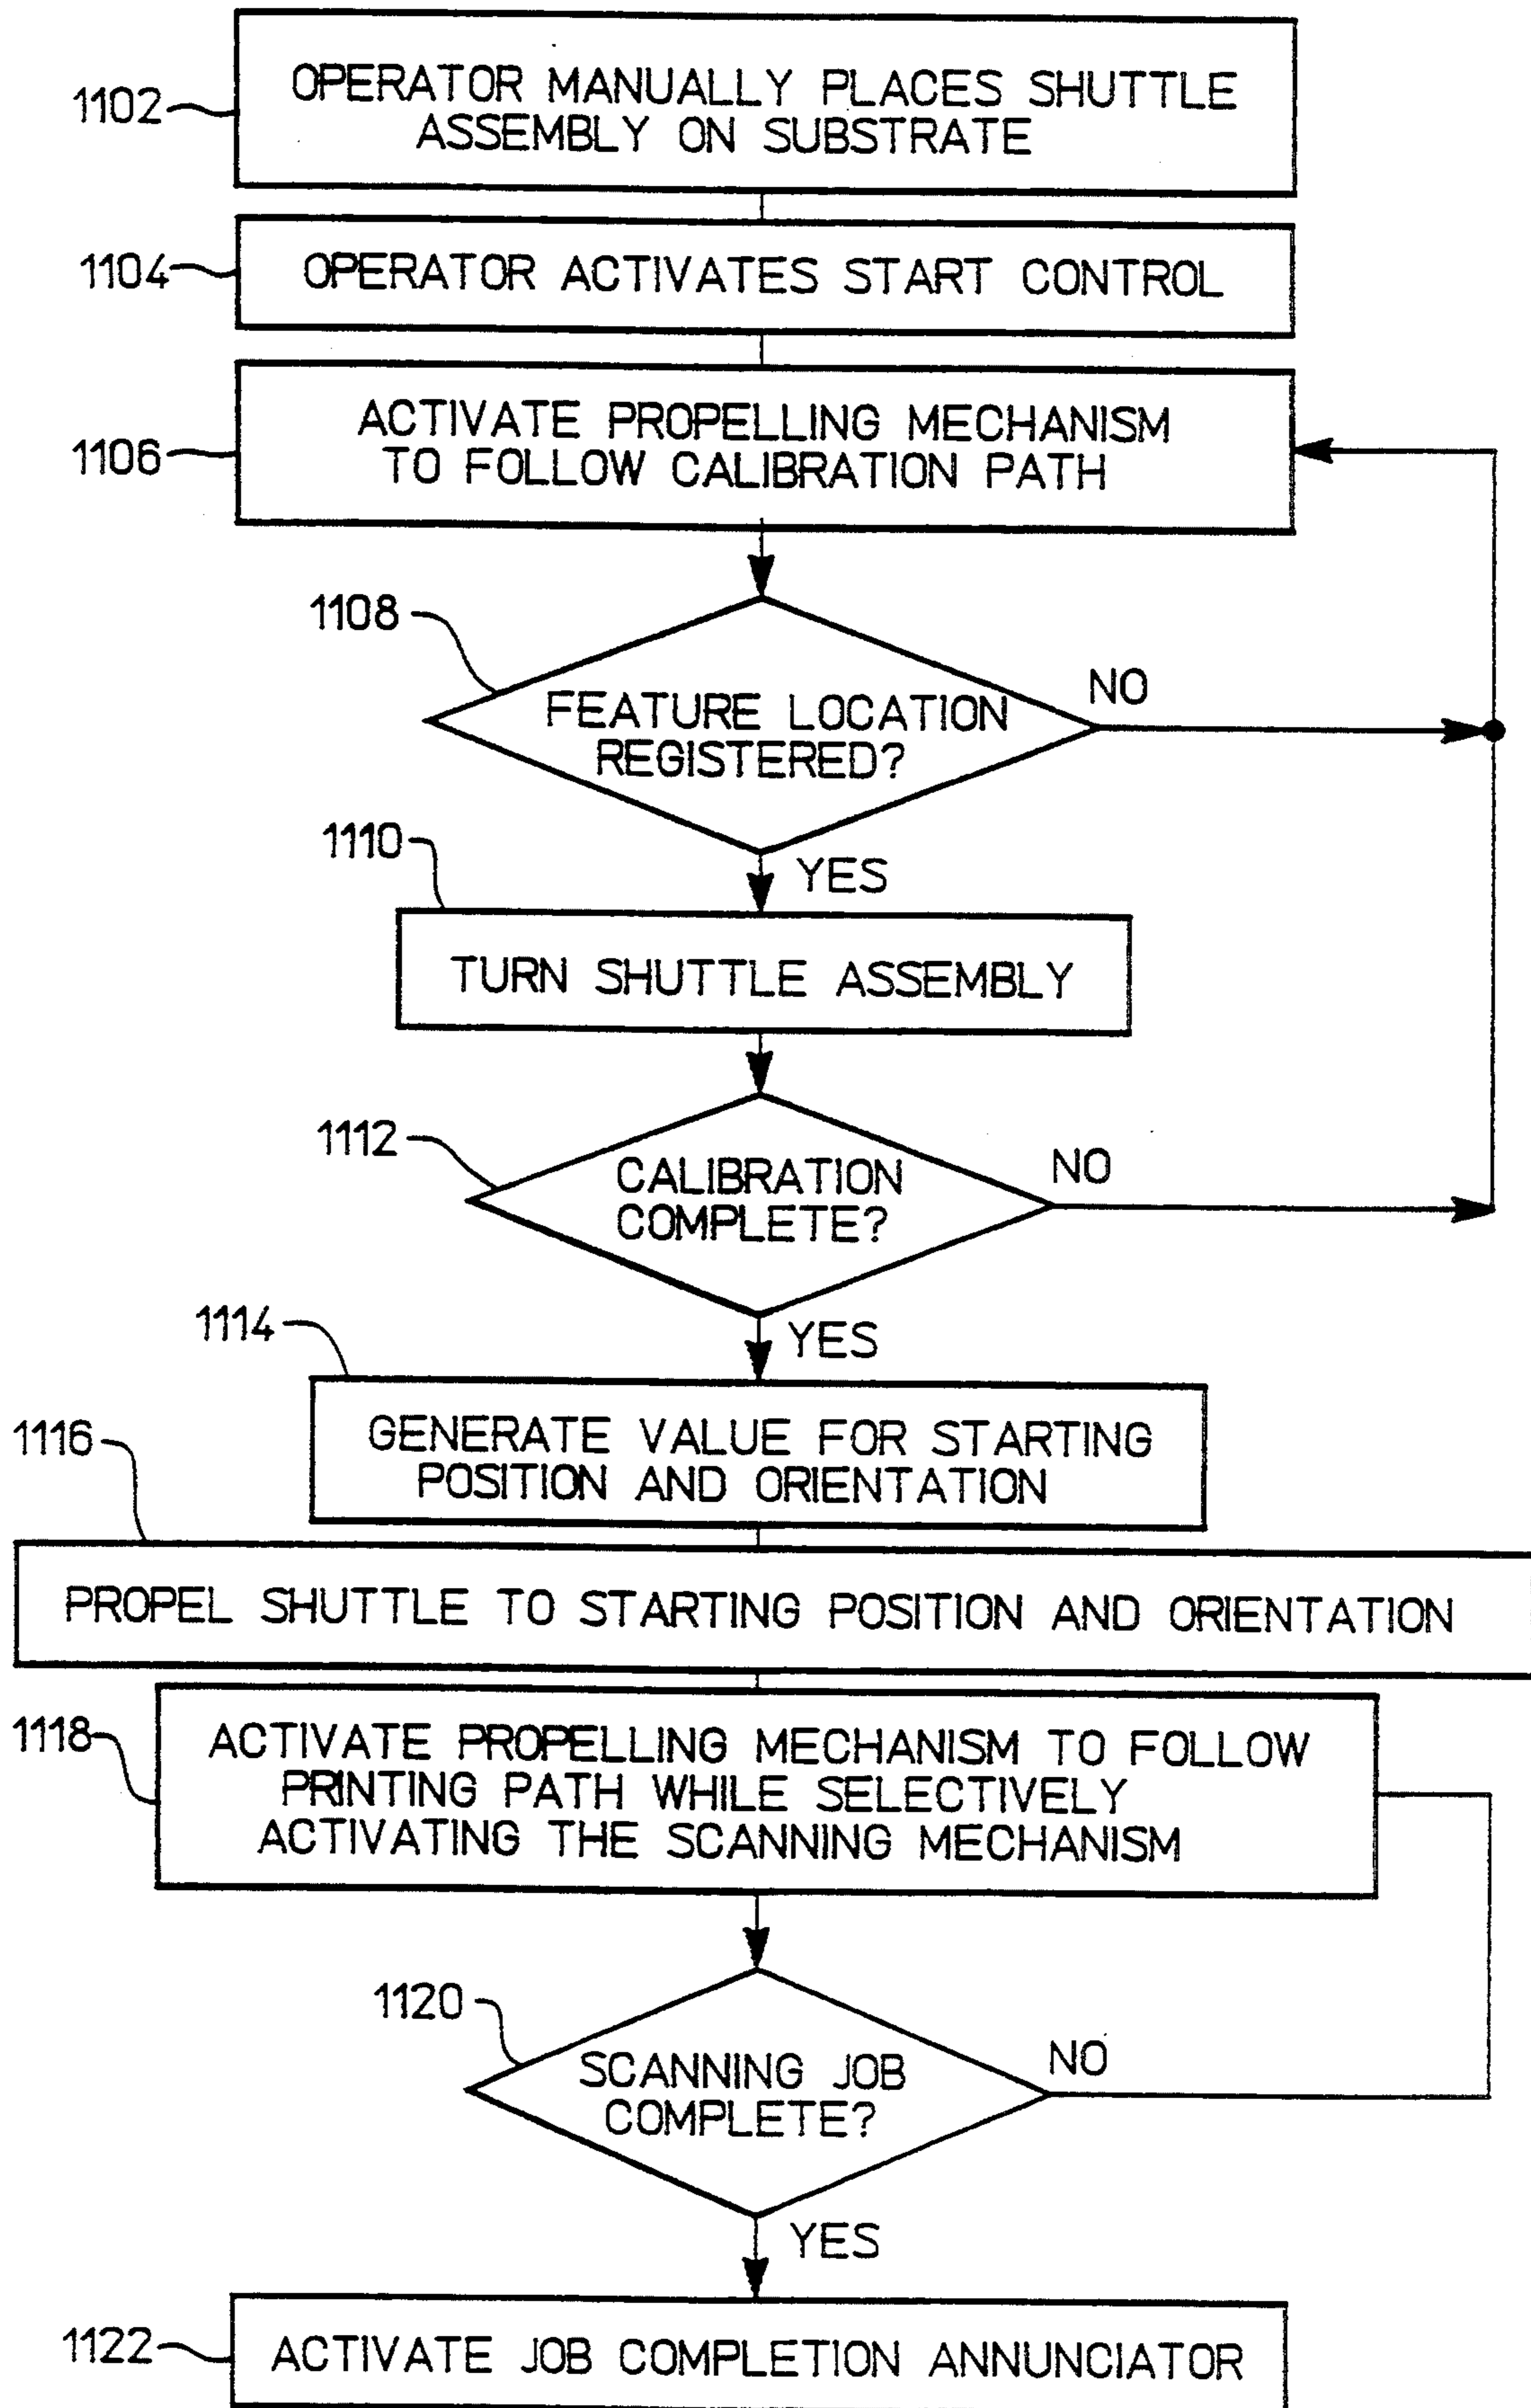 1102
OPERATOR MANUALLY PLACES SHUTTLE
ASSEMBLY ON SUBSTRATE
1104
OPERATOR ACTIVATES START CONTROL
1106
ACTIVATE PROPELLING MECHANISM
TO FOLLOW CALIBRATION PATH
1108
FEATURE LOCATION
REGISTERED?
NO
YES
1110
TURN SHUTTLE ASSEMBLY
1112
CALIBRATION
COMPLETE?
NO
YES
1114
GENERATE VALUE FOR STARTING
POSITION AND ORIENTATION
1116
PROPEL SHUTTLE TO STARTING POSITION AND ORIENTATION
1118
ACTIVATE PROPELLING MECHANISM TO FOLLOW
PRINTING PATH WHILE SELECTIVELY
ACTIVATING THE SCANNING MECHANISM
1120
SCANNING JOB
COMPLETE?
NO
YES
1122
ACTIVATE JOB COMPLETION ANNUNCIATOR